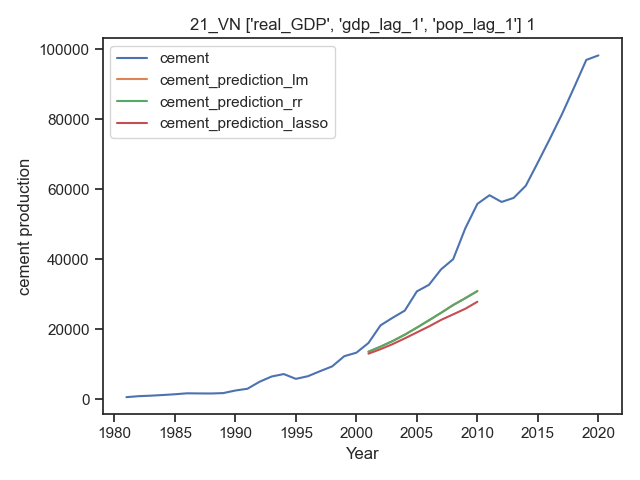 21_VN ['real_GDP', 'gdp_lag_1', 'pop_lag_1'] 1
cement
cement_prediction_lm
cement_prediction_rr
cement_prediction_lasso
cement production
100000
80000
60000
40000
20000
0
1980 1985 1990 1995 2000 2005 2010 2015 2020
Year